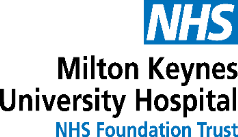 NHS
Milton Keynes
University Hospital
NHS Foundation Trust